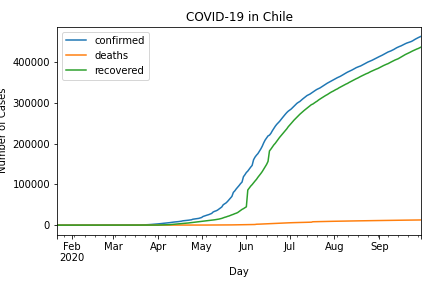 COVID-19 in Chile
confirmed
deaths
recovered
Number of Cases
400000
300000
200000
100000
0
Feb Mar Apr May Jun Jul Aug Sep
2020
Day